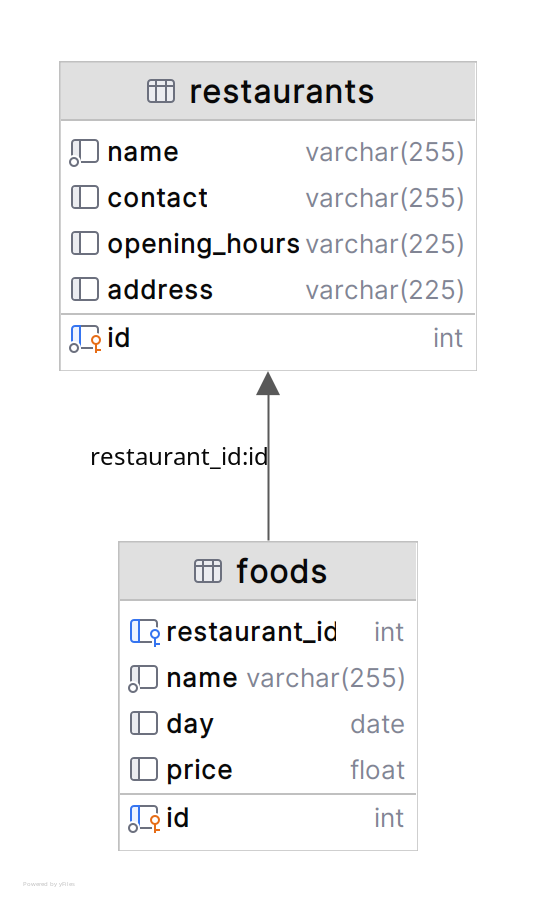 restaurants
name varchar(255)
contact varchar(255)
opening_hours varchar(225)
address varchar(225)
id int
restaurant_id:id
foods
restaurant_id int
name varchar(255)
day date
price float
id int
Powered by yFiles